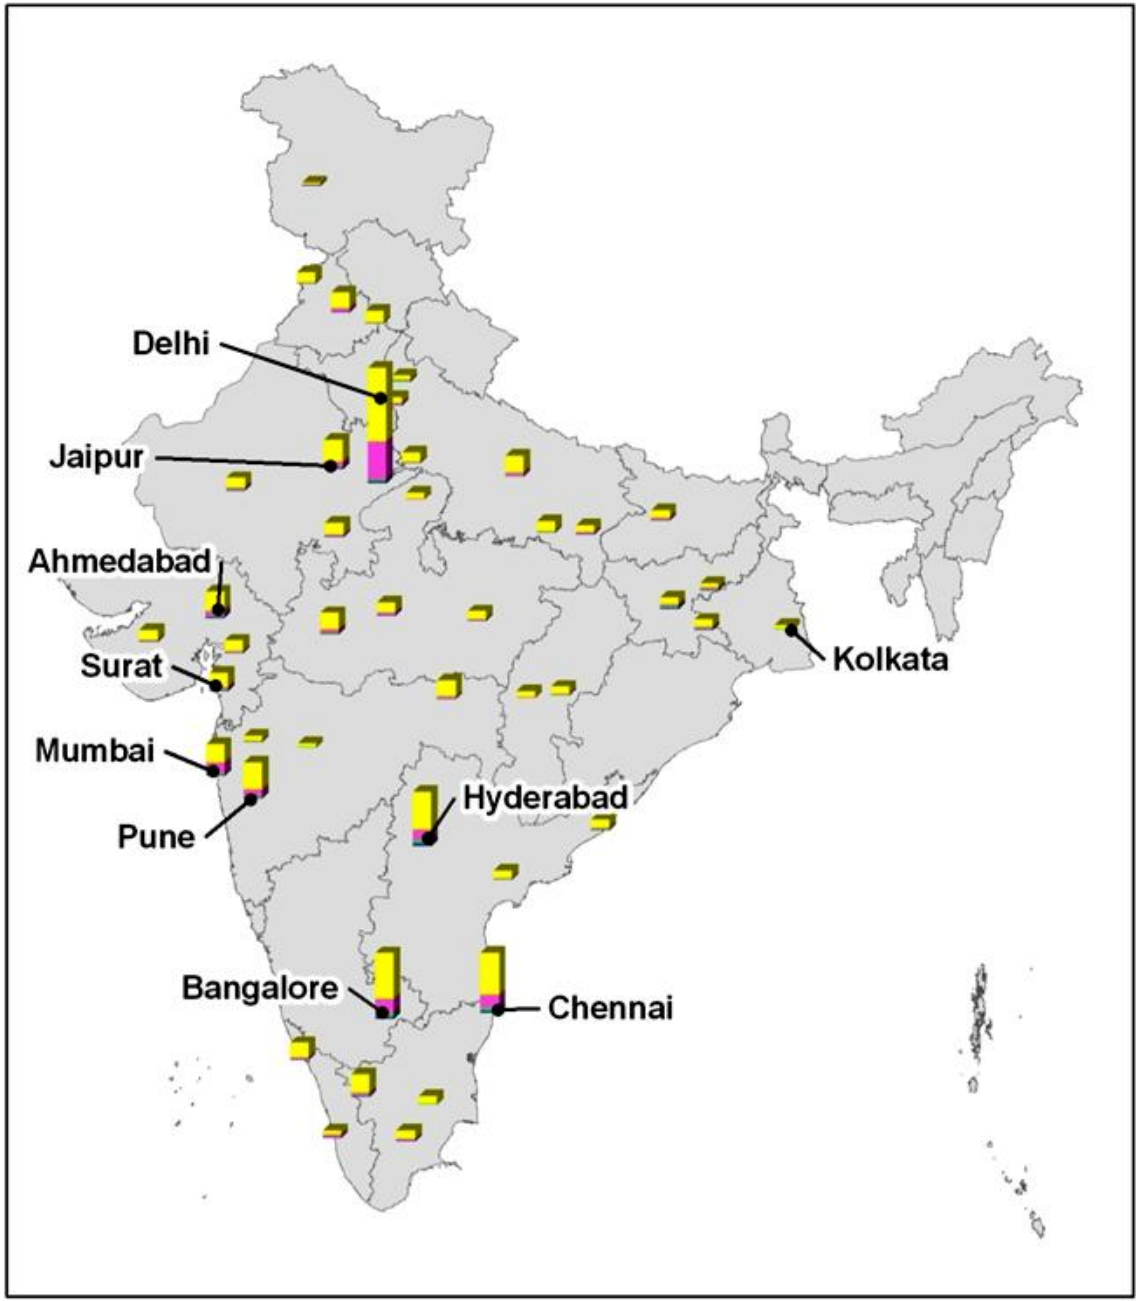 Delhi
Jaipur
Ahmedabad
Surat
Kolkata
Mumbai
Hyderabad
Pune
Bangalore
Chennai